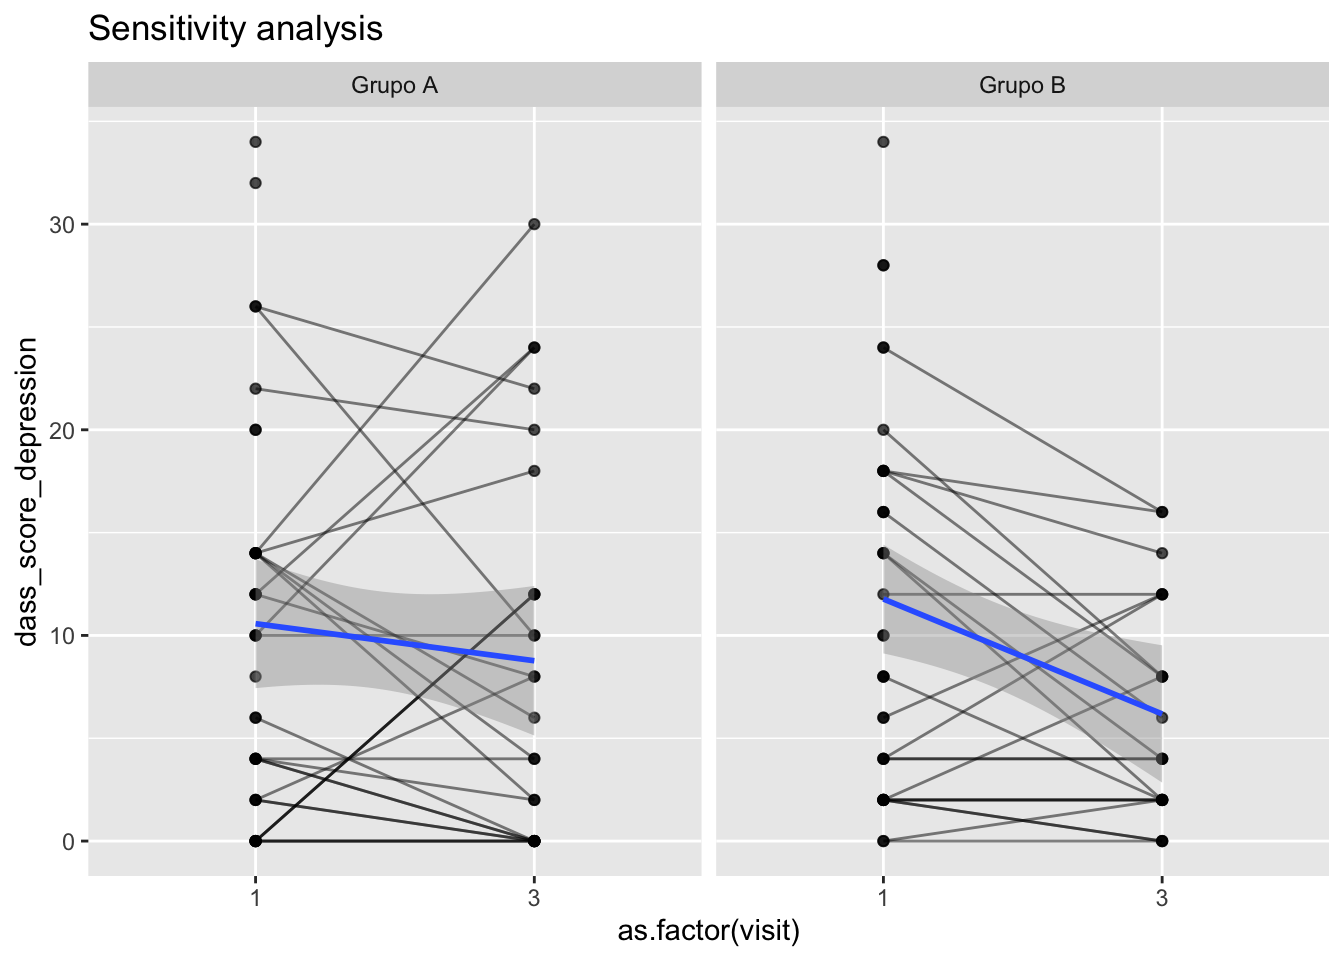 Sensitivity analysis
Grupo A
Grupo B
30
20
10
0
dass_score_depression
1
3
1
3
as.factor(visit)